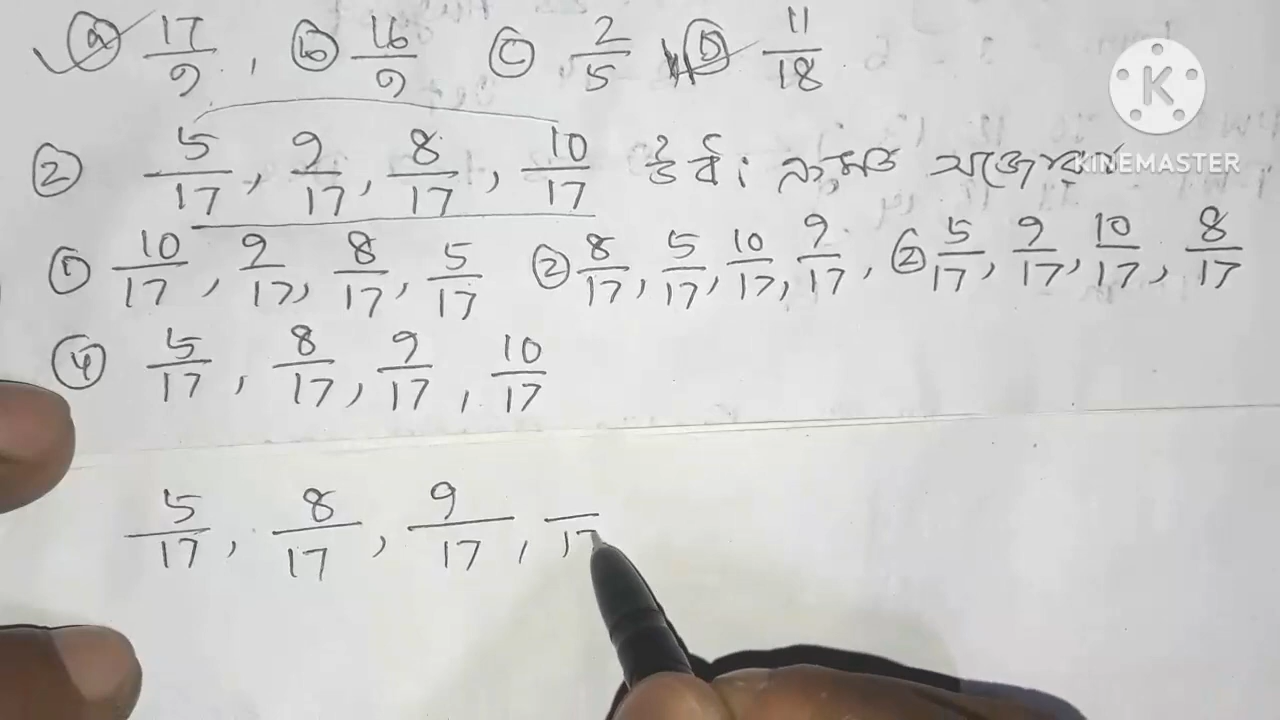 ⓐ 17/9, ⓑ 16/9 ⓒ 2/5 ⓓ 11/18
② 5/17, 9/17, 8/17, 10/17
① 10/17, 9/17, 8/17, 5/17 ② 8/17, 5/17, 10/17, 9/17, ② 5/17, 9/17, 10/17, 8/17
④ 5/17, 8/17, 9/17, 10/17
5/17, 8/17, 9/17, /17
K
KINEMASTER